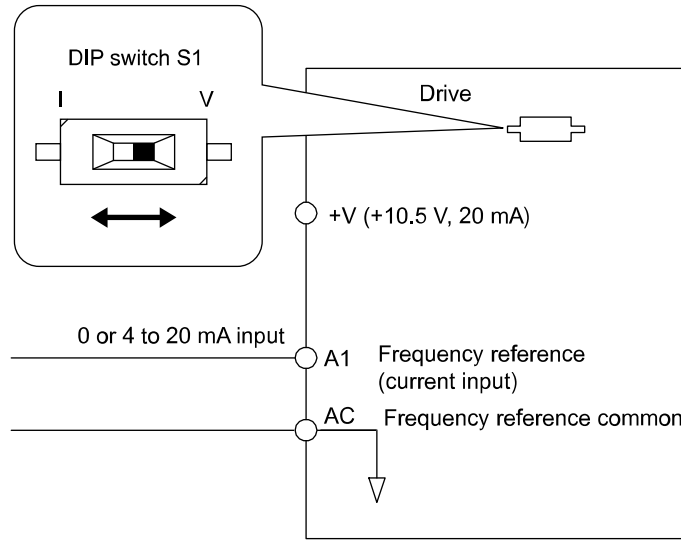 DIP switch S1
I
V
Drive
+V (+10.5 V, 20 mA)
0 or 4 to 20 mA input
A1
Frequency reference
(current input)
AC
Frequency reference common